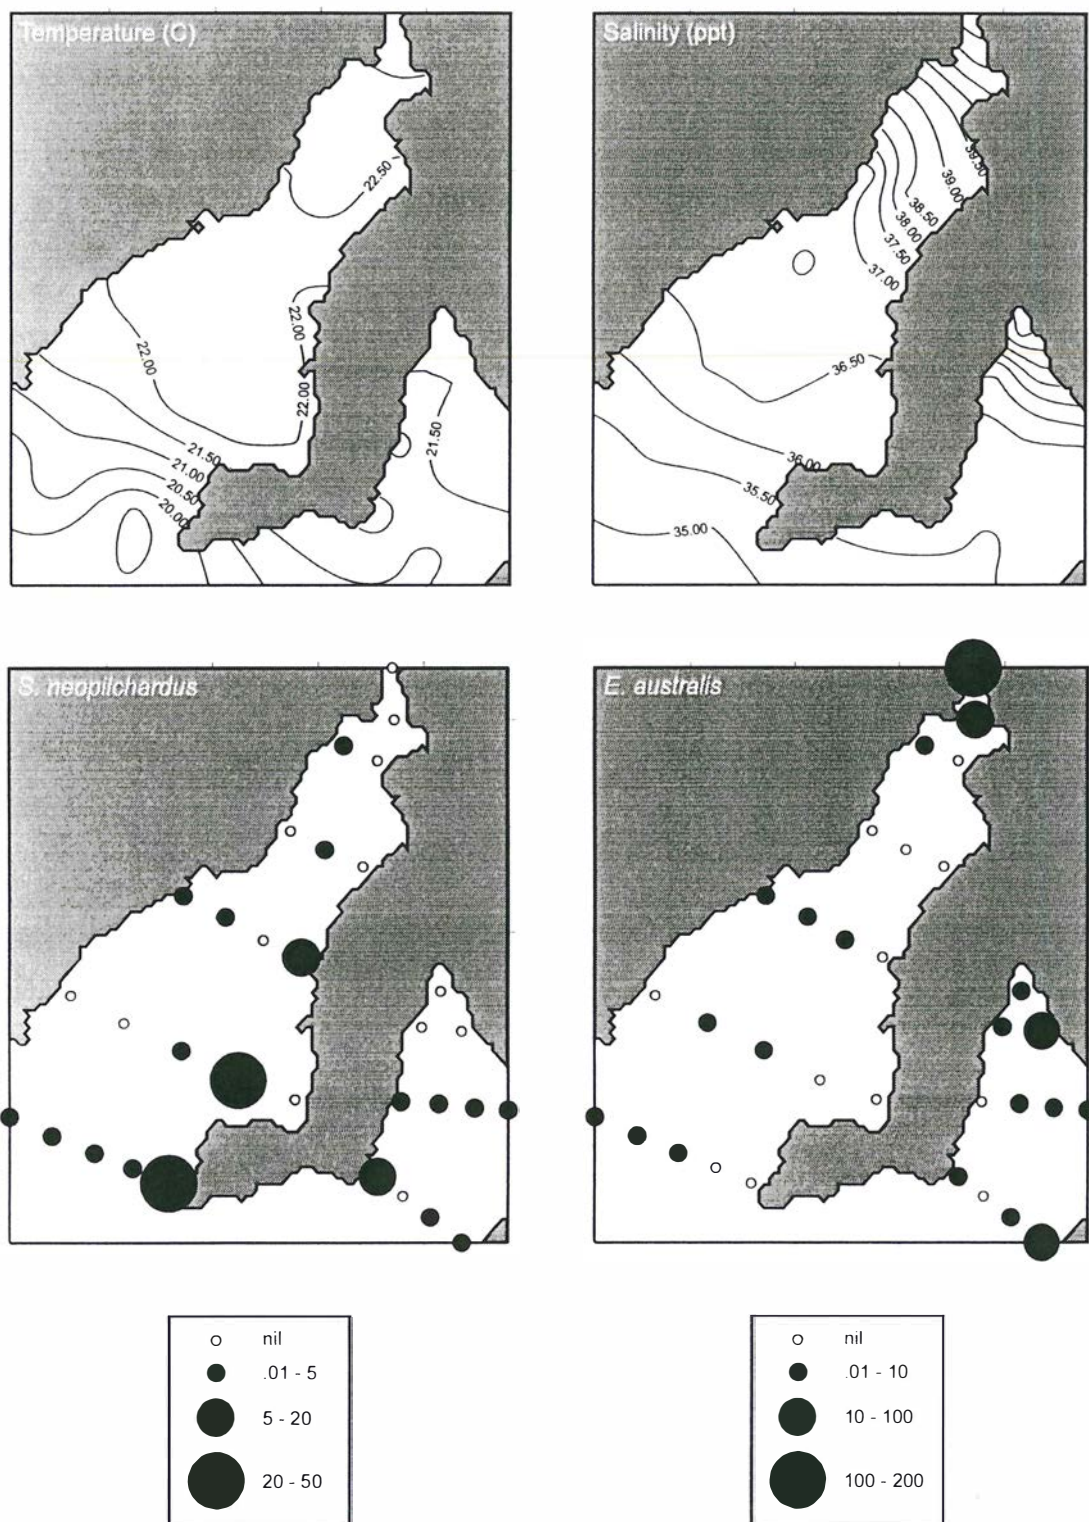 Temperature (C)
22.50
22.00
22.00
22.00
21.50
21.00
20.50
20.00
21.50
Salinity (ppt)
39.50
39.00
38.50
38.00
37.50
37.00
36.50
36.00
35.50
35.00
S. neopilchardus
E. australis
nil
.01 - 5
5 - 20
20 - 50
nil
.01 - 10
10 - 100
100 - 200